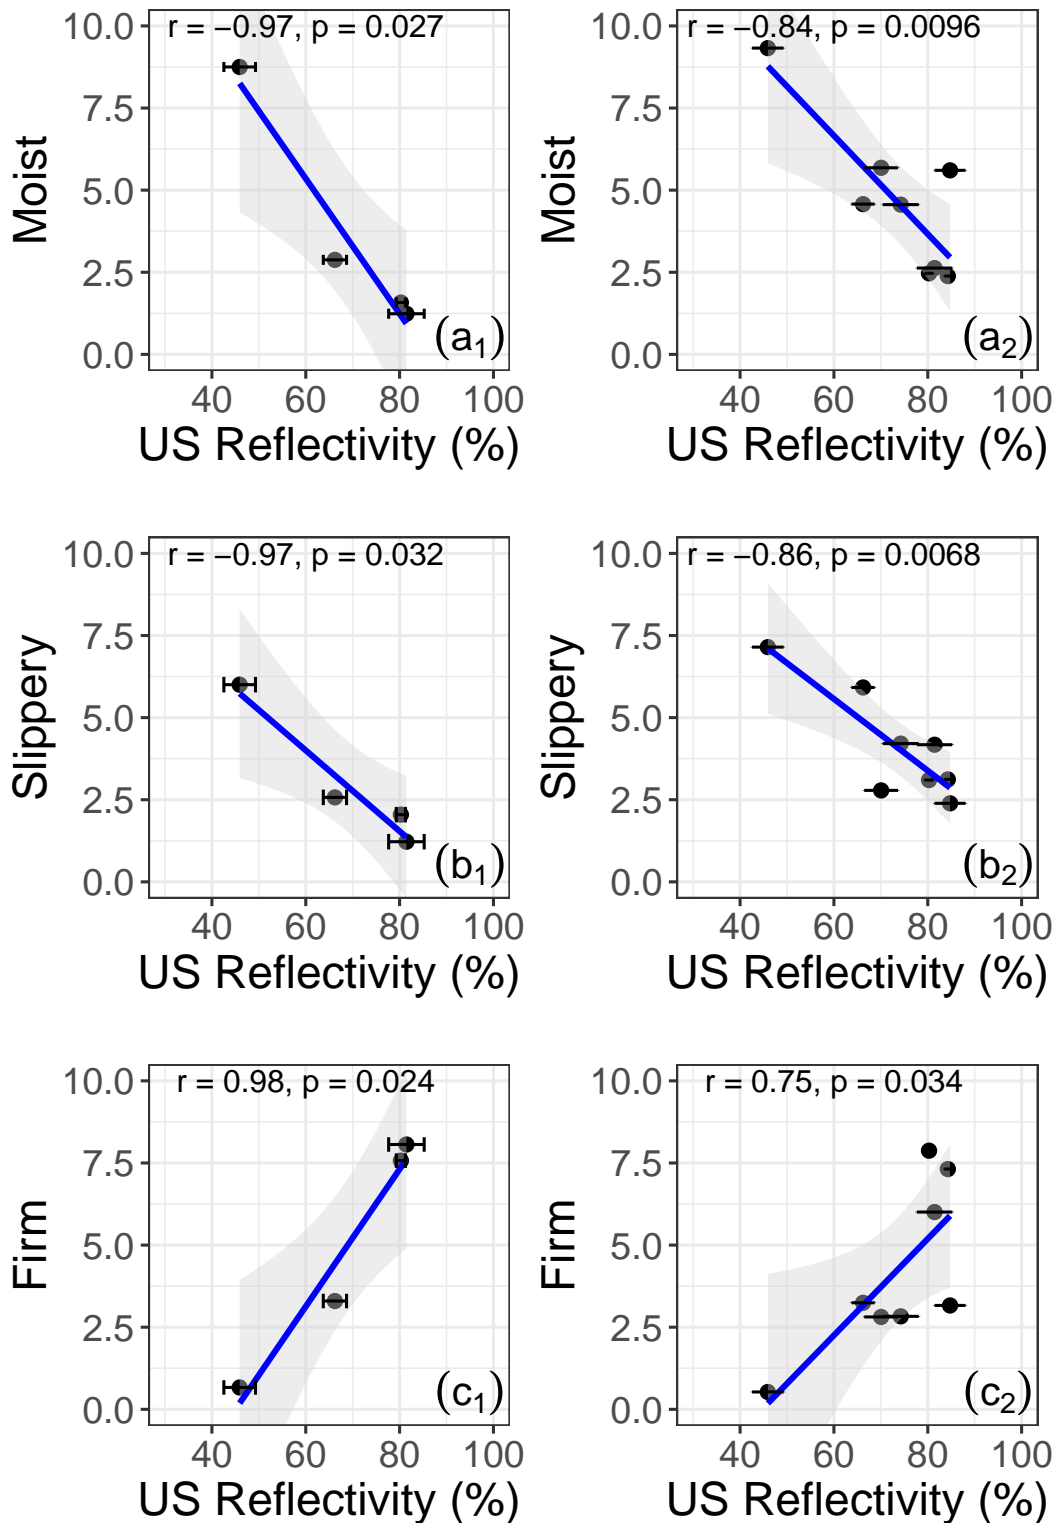 r = −0.97, p = 0.027
10.0
7.5
5.0
2.5
0.0
Moist
(a1)
40 60 80 100
US Reflectivity (%)
r = −0.84, p = 0.0096
10.0
7.5
5.0
2.5
0.0
Moist
(a2)
40 60 80 100
US Reflectivity (%)
r = −0.97, p = 0.032
10.0
7.5
5.0
2.5
0.0
Slippery
(b1)
40 60 80 100
US Reflectivity (%)
r = −0.86, p = 0.0068
10.0
7.5
5.0
2.5
0.0
Slippery
(b2)
40 60 80 100
US Reflectivity (%)
r = 0.98, p = 0.024
10.0
7.5
5.0
2.5
0.0
Firm
(c1)
40 60 80 100
US Reflectivity (%)
r = 0.75, p = 0.034
10.0
7.5
5.0
2.5
0.0
Firm
(c2)
40 60 80 100
US Reflectivity (%)